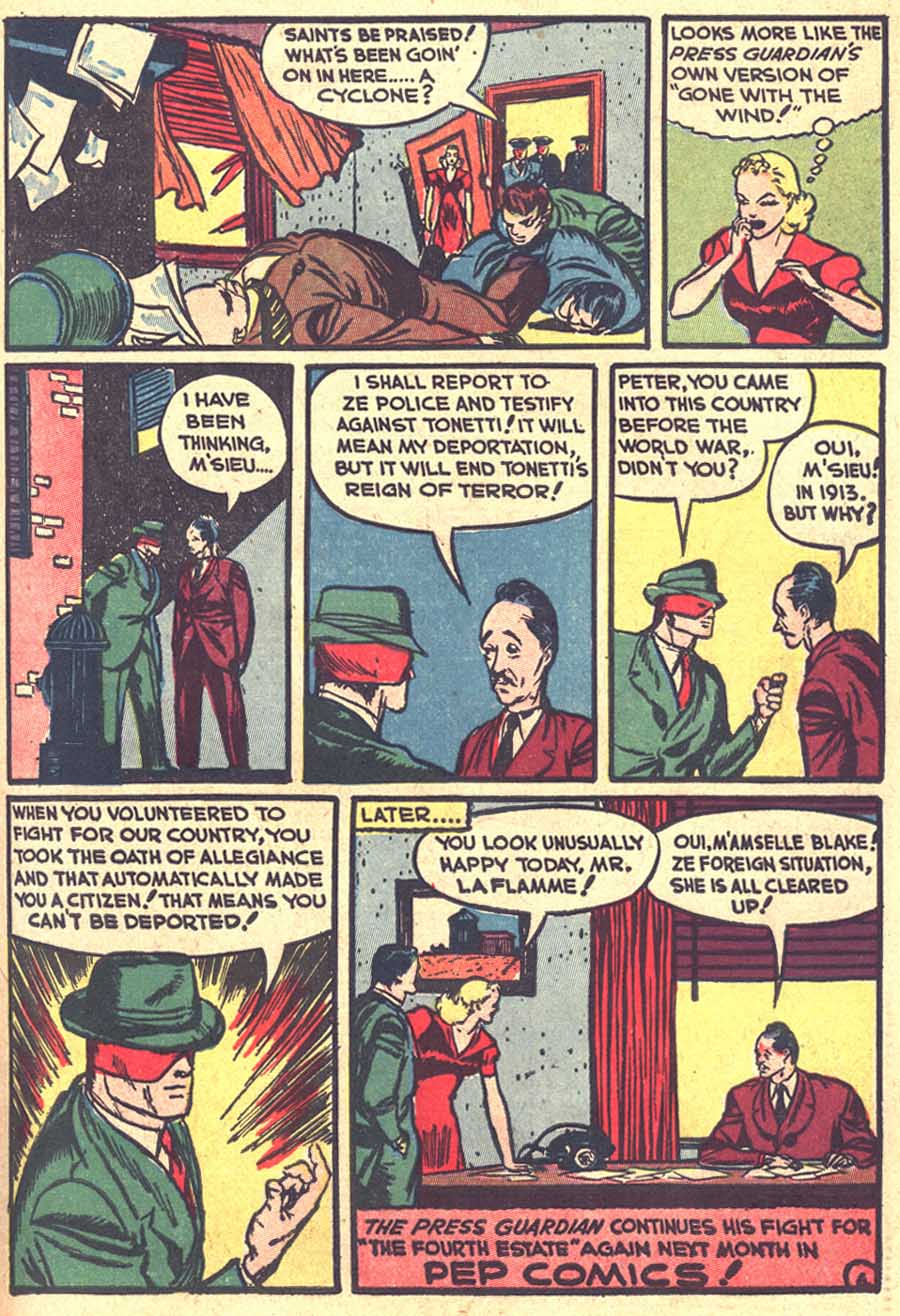 SAINTS BE PRAISED!
WHAT'S BEEN GOIN'
ON IN HERE..... A
CYCLONE?
LOOKS MORE LIKE THE
PRESS GUARDIAN'S
OWN VERSION OF
"GONE WITH THE
WIND!"
I HAVE
BEEN
THINKING,
M'SIEU....
I SHALL REPORT TO
ZE POLICE AND TESTIFY
AGAINST TONETTI! IT WILL
MEAN MY DEPORTATION,
BUT IT WILL END TONETTI'S
REIGN OF TERROR!
PETER, YOU CAME
INTO THIS COUNTRY
BEFORE THE
WORLD WAR,
DIDN'T YOU?
OUI,
M'SIEU!
IN 1913.
BUT WHY?
WHEN YOU VOLUNTEERED TO
FIGHT FOR OUR COUNTRY, YOU
TOOK THE OATH OF ALLEGIANCE
AND THAT AUTOMATICALLY MADE
YOU A CITIZEN! THAT MEANS YOU
CAN'T BE DEPORTED!
LATER....
YOU LOOK UNUSUALLY
HAPPY TODAY, MR.
LA FLAMME!
OUI, M'AMSELLE BLAKE!
ZE FOREIGN SITUATION,
SHE IS ALL CLEARED
UP!
THE PRESS GUARDIAN CONTINUES HIS FIGHT FOR
"THE FOURTH ESTATE" AGAIN NEXT MONTH IN
PEP COMICS!